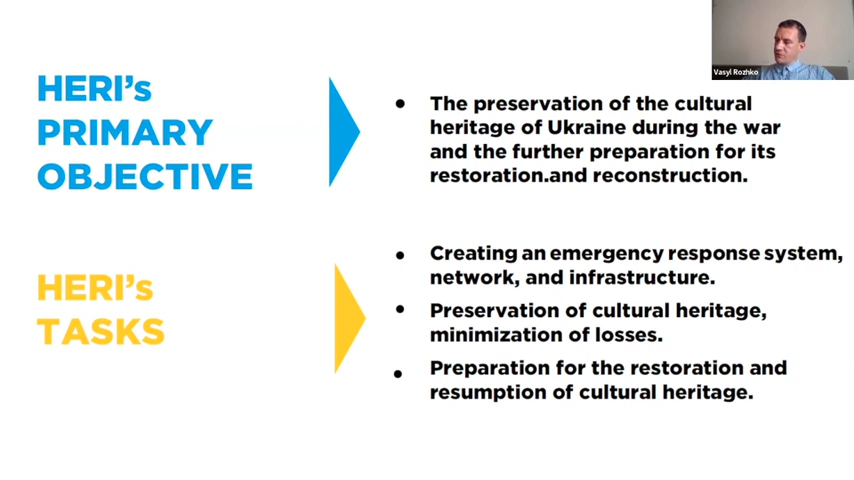 Vasyl Rozhko
HERI's
PRIMARY
OBJECTIVE
• The preservation of the cultural
heritage of Ukraine during the war
and the further preparation for its
restoration.and reconstruction.
HERI's
TASKS
• Creating an emergency response system,
network, and infrastructure.
• Preservation of cultural heritage,
minimization of losses.
• Preparation for the restoration and
resumption of cultural heritage.